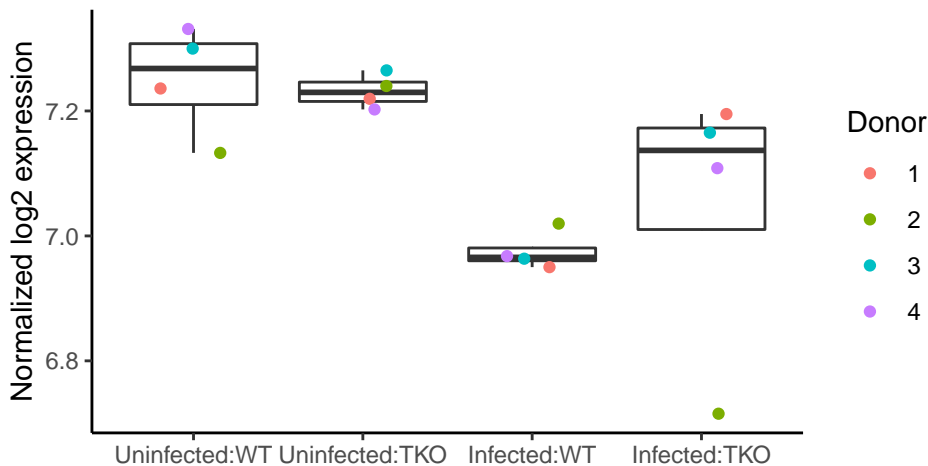 Normalized log2 expression
7.2
7.0
6.8
Uninfected:WT Uninfected:TKO Infected:WT Infected:TKO
Donor
1
2
3
4